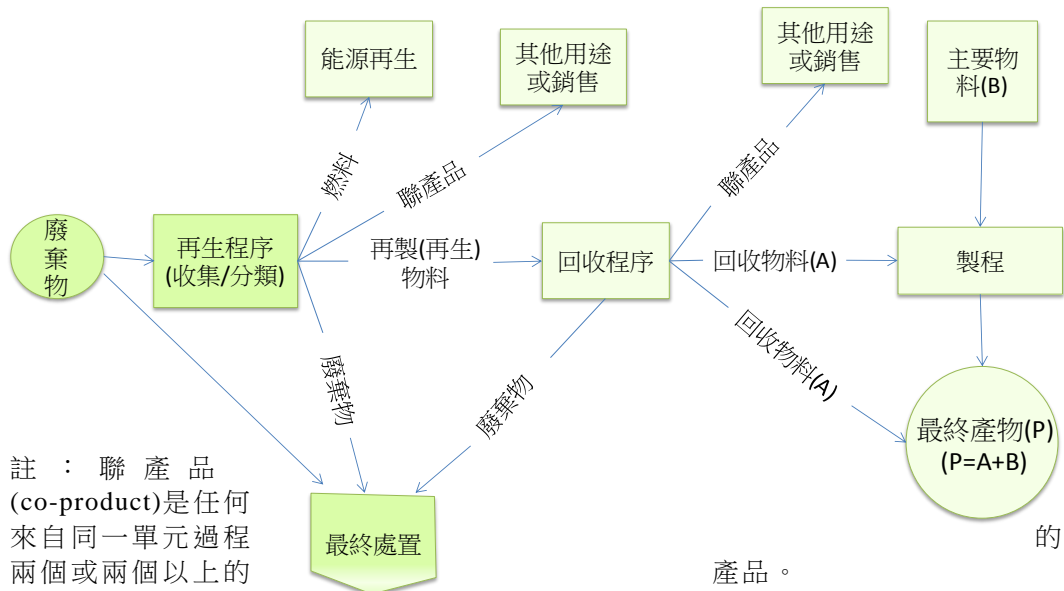 能源再生
其他用途
或銷售
其他用途
或銷售
主要物
料(B)
燃料
聯產品
聯產品
廢
棄
物
再生程序
(收集/分類)
再製(再生)
物料
回收程序
回收物料(A)
製程
廢棄物
廢棄物
回收物料(A)
最終產物(P)
(P=A+B)
最終處置
註：聯產品
(co-product)是任何
來自同一單元過程的
兩個或兩個以上的產品。